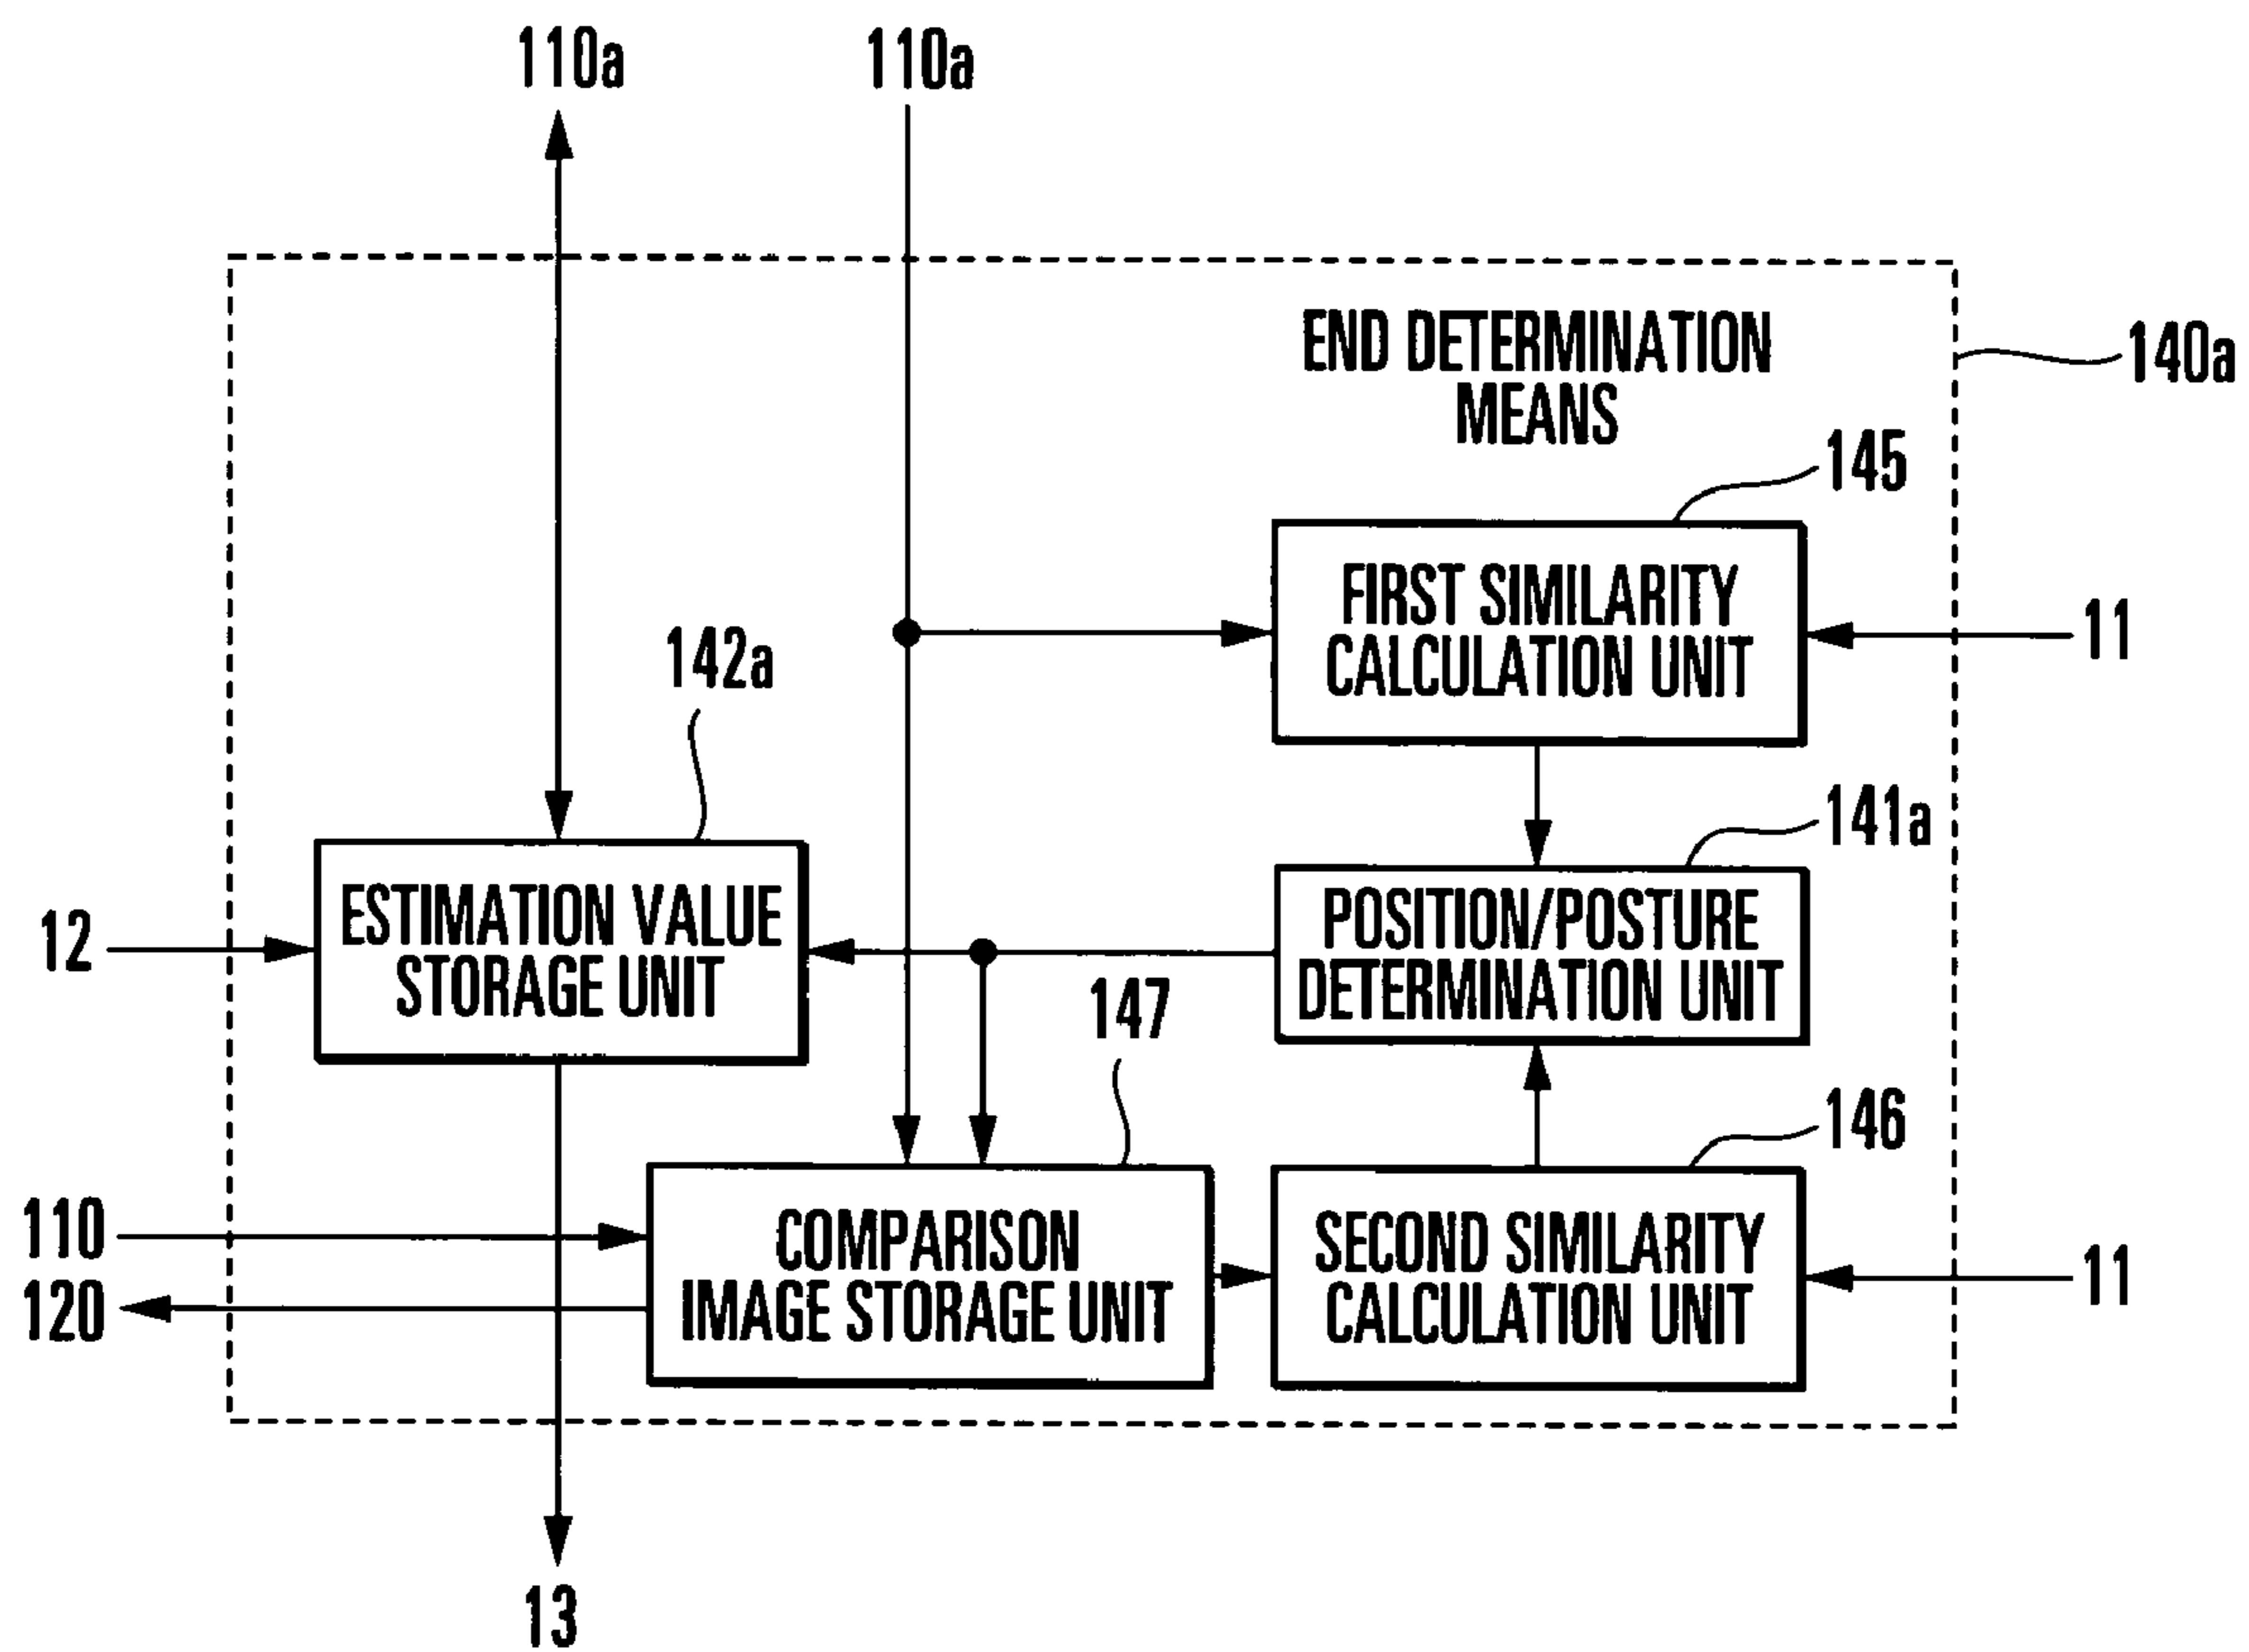 110a
110a
END DETERMINATION
MEANS
140a
145
FIRST SIMILARITY
CALCULATION UNIT
11
142a
141a
ESTIMATION VALUE
STORAGE UNIT
12
POSITION/POSTURE
DETERMINATION UNIT
147
146
110
120
COMPARISON
IMAGE STORAGE UNIT
SECOND SIMILARITY
CALCULATION UNIT
11
13